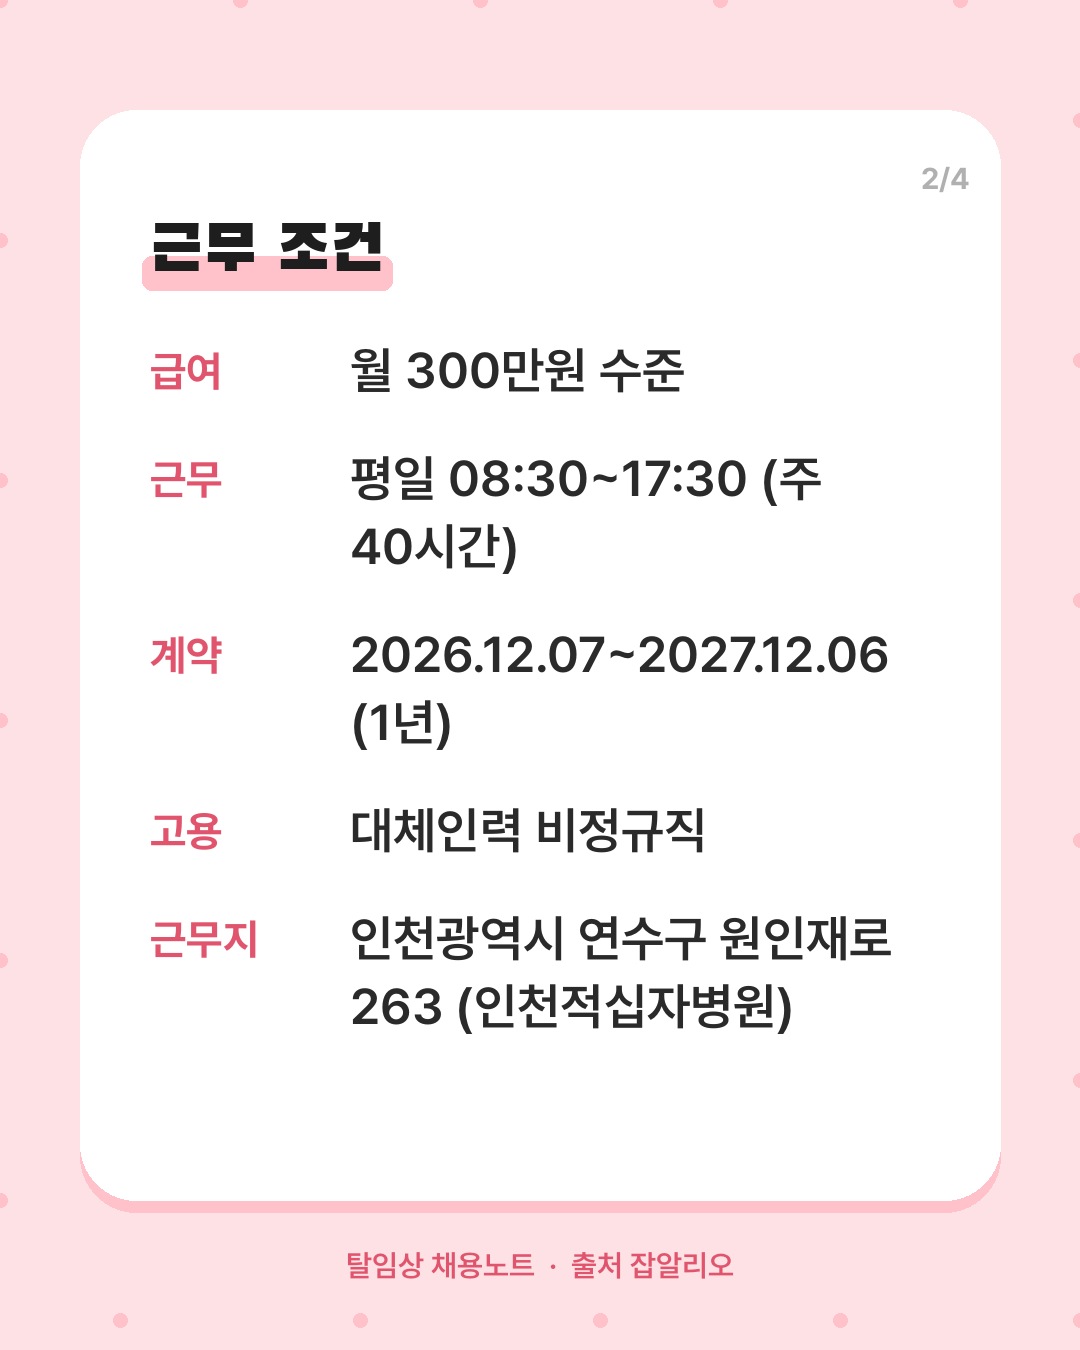 2/4
근무 조건
급여 월 300만원 수준
근무 평일 08:30~17:30 (주
40시간)
계약 2026.12.07~2027.12.06
(1년)
고용 대체인력 비정규직
근무지 인천광역시 연수구 원인재로
263 (인천적십자병원)
탈임상 채용노트 · 출처 잡알리오